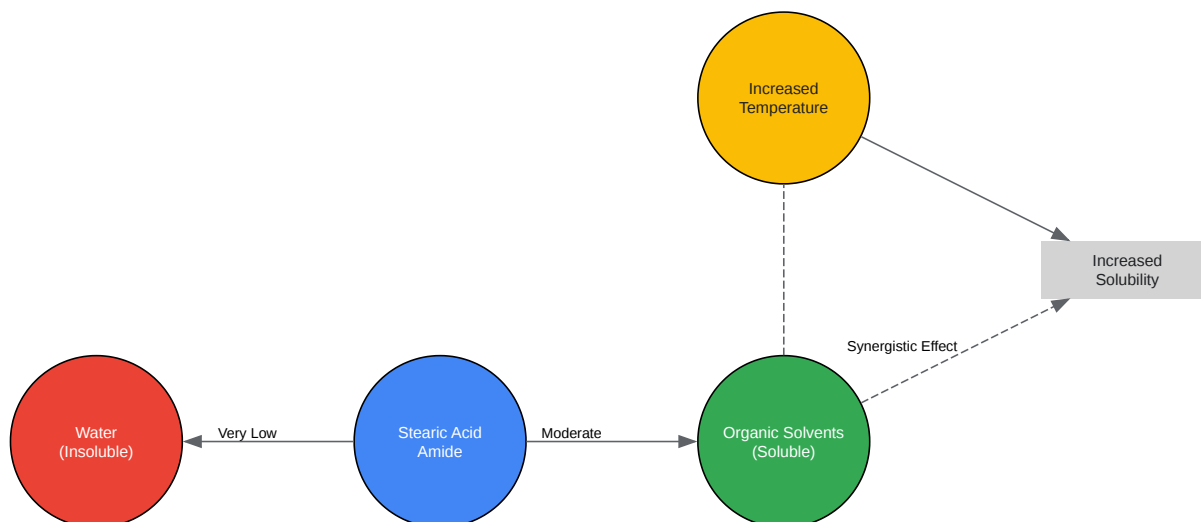 Increased
Temperature
Increased
Solubility
Synergistic Effect
Water
(Insoluble)
Very Low
Stearic Acid
Amide
Moderate
Organic Solvents
(Soluble)